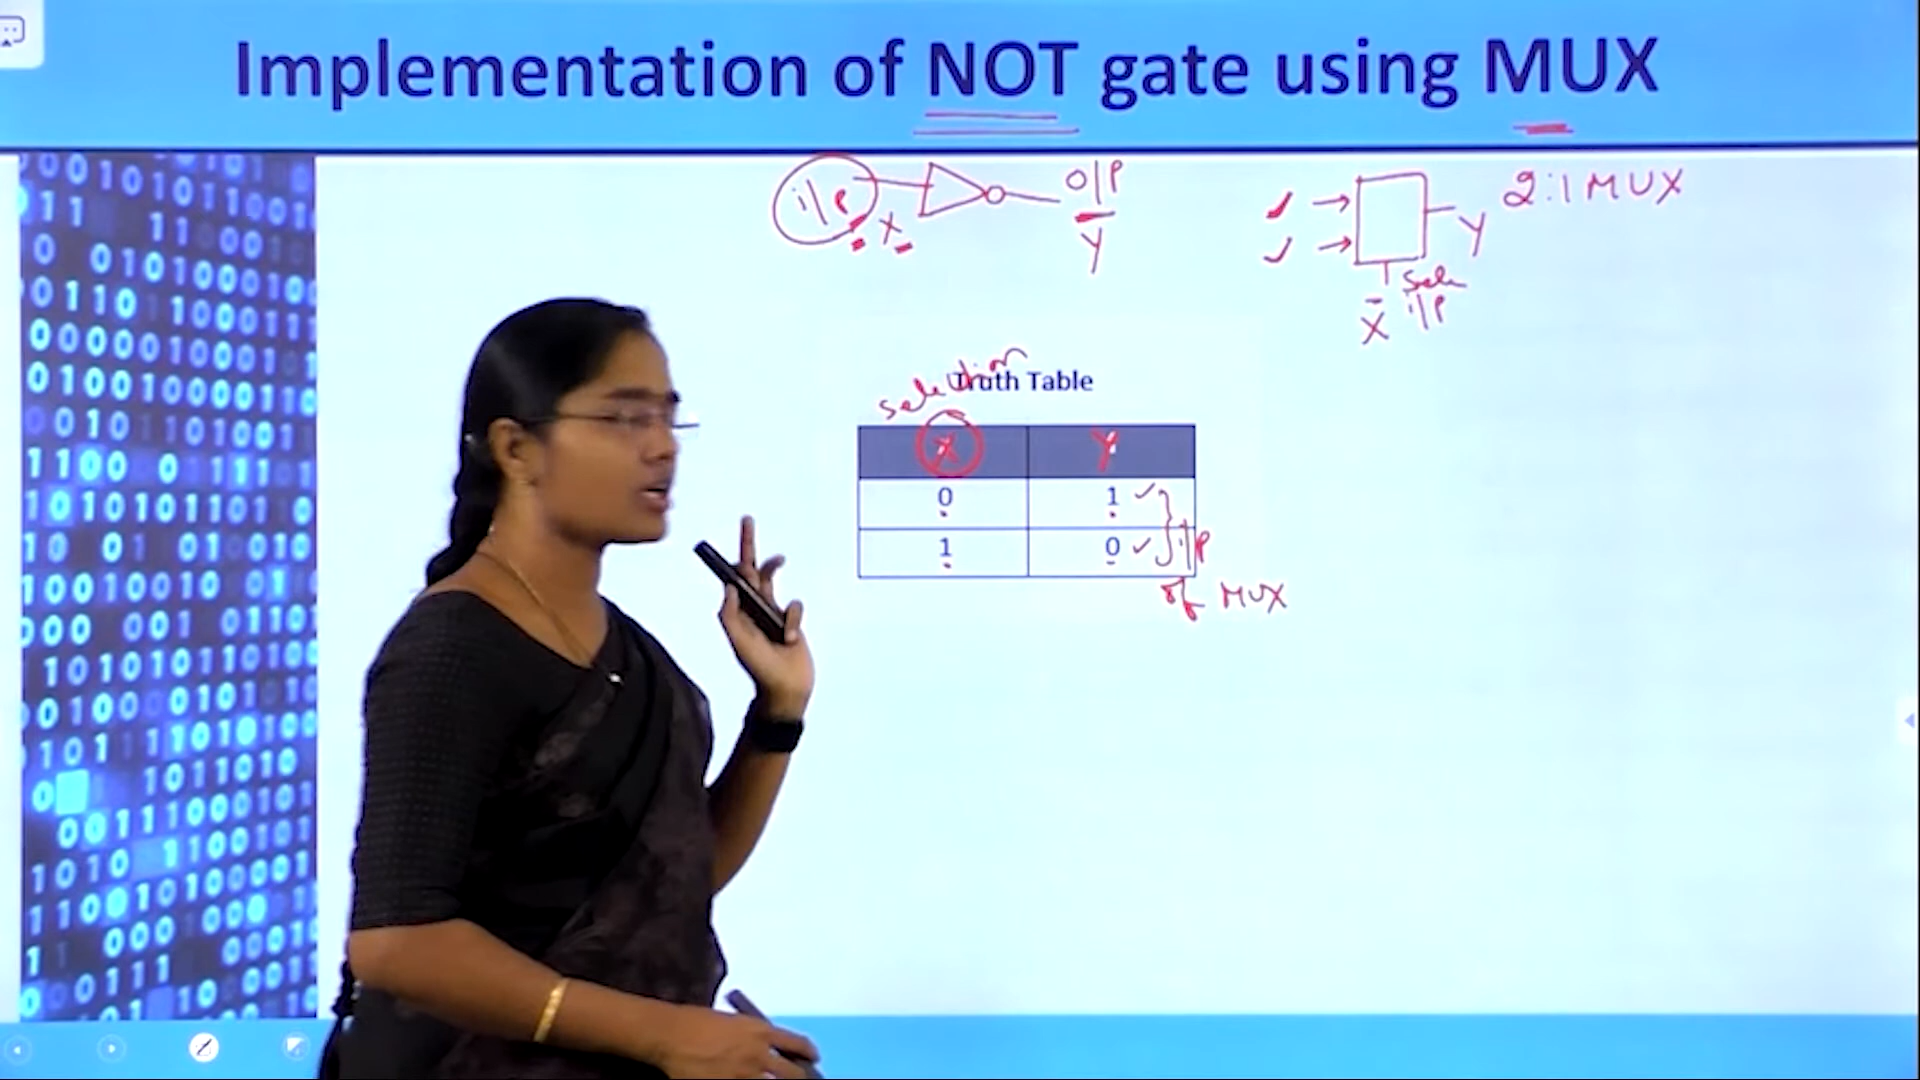 Implementation of NOT gate using MUX
i/p
X
O/P
Y
2:1 MUX
Y
Sele
i/p
X
selection
Truth Table
X Y
0 1
1 0
i/p
of MUX